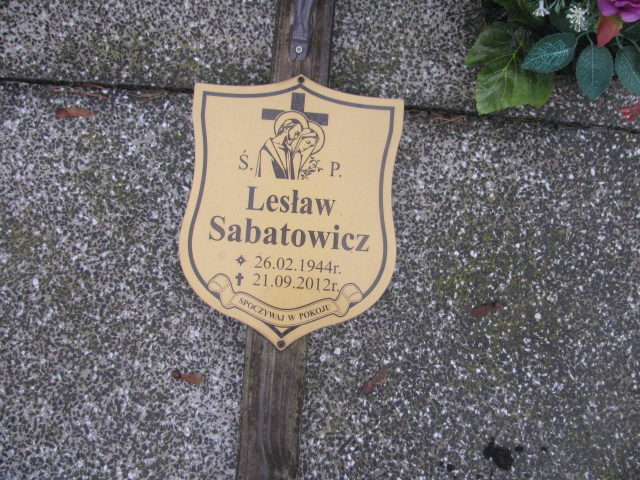 Ś. P.
Lesław
Sabatowicz
26.02.1944r.
✝ 21.09.2012r.
SPOCZYWAJ W POKOJU